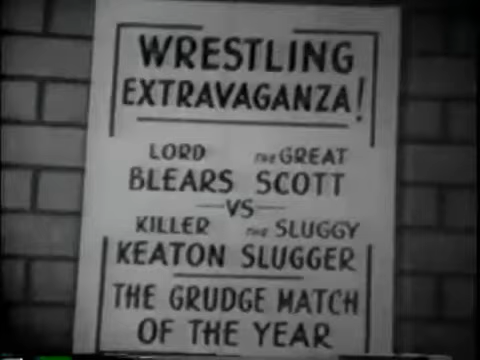 WRESTLING
EXTRAVAGANZA!
LORD THE GREAT
BLEARS SCOTT
—VS—
KILLER THE SLUGGY
KEATON SLUGGER
THE GRUDGE MATCH
OF THE YEAR